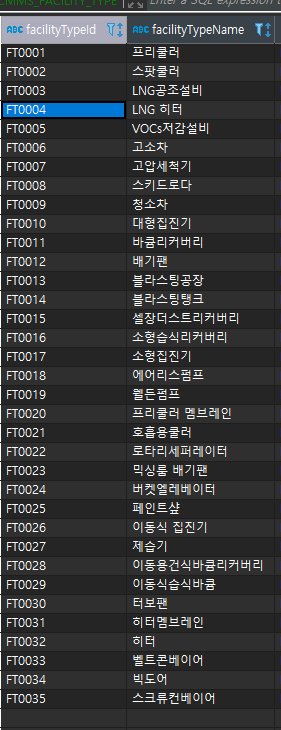 CMMS_FACILITY_TYPE Enter a SQL expression t
ABC facilityTypeId ABC facilityTypeName
FT0001 프리쿨러
FT0002 스팟쿨러
FT0003 LNG공조설비
FT0004 LNG 히터
FT0005 VOCs저감설비
FT0006 고소차
FT0007 고압세척기
FT0008 스키드로다
FT0009 청소차
FT0010 대형집진기
FT0011 바큠리커버리
FT0012 배기팬
FT0013 블라스팅공장
FT0014 블라스팅탱크
FT0015 셀장더스트리커버리
FT0016 소형습식리커버리
FT0017 소형집진기
FT0018 에어리스펌프
FT0019 웰든펌프
FT0020 프리쿨러 멤브레인
FT0021 호흡용쿨러
FT0022 로타리세퍼레이터
FT0023 믹싱룸 배기팬
FT0024 버켓엘레베이터
FT0025 페인트샾
FT0026 이동식 집진기
FT0027 제습기
FT0028 이동용건식바큠리커버리
FT0029 이동식습식바큠
FT0030 터보팬
FT0031 히터멤브레인
FT0032 히터
FT0033 벨트콘베이어
FT0034 빅도어
FT0035 스크류컨베이어